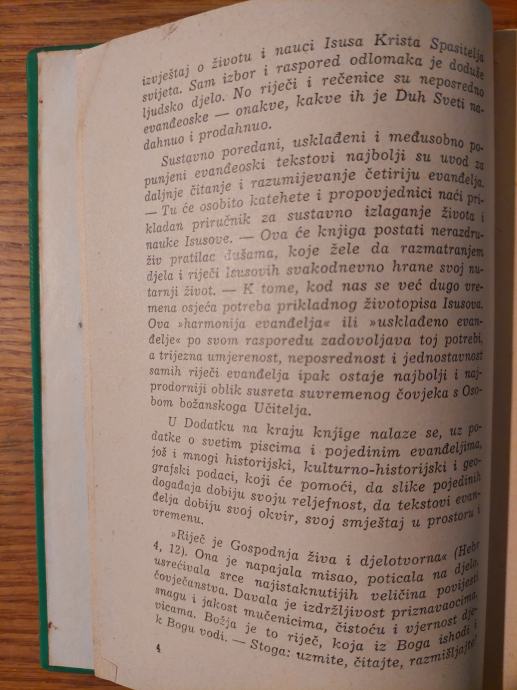 izvještaj o životu i nauci Isusa Krista Spasitelja
svijeta. Sam izbor i raspored odlomaka je doduše
ljudsko djelo. No riječi i rečenice su neposredno
evanđeoske — onakve, kakve ih je Duh Sveti na-
dahnuo i prodahnuo.
Sustavno poredani, usklađeni i međusobno po-
punjeni evanđeoski tekstovi najbolji su uvod za
daljnje čitanje i razumijevanje četiriju evanđelja.
— Tu će osobito katehete i propovjednici naći pri-
kladan priručnik za sustavno izlaganje života i
nauke Isusove. — Ova će knjiga postati nerazdru-
živ pratilac dušama, koje žele da razmatranjem
djela i riječi Isusovih svakodnevno hrane svoj nu-
tarnji život. — K tome, kod nas se već dugo vre-
mena osjeća potreba prikladnog životopisa Isusova.
Ova »harmonija evanđelja« ili »usklađeno evan-
đelje« po svom rasporedu zadovoljava toj potrebi,
a trijezna umjerenost, neposrednost i jednostavnost
samih riječi evanđelja ipak ostaje najbolji i naj-
prodorniji oblik susreta suvremenog čovjeka s Oso-
bom božanskoga Učitelja.
U Dodatku na kraju knjige nalaze se, uz po-
datke o svetim piscima i pojedinim evanđeljima,
još i mnogi historijski, kulturno-historijski i geo-
grafski podaci, koji će pomoći, da slike pojedinih
događaja dobiju svoju reljefnost, da tekstovi evan-
đelja dobiju svoj okvir, svoj smještaj u prostoru i
vremenu.
»Riječ je Gospodnja živa i djelotvorna« (Hebr
4, 12). Ona je napajala misao, poticala na djelo,
usrećivala srce najistaknutijih veličina povijesti
čovječanstva. Davala je izdržljivost priznavaocima,
snagu i jakost mučenicima, čistoću i vjernost dje-
vicama. Božja je to riječ, koja iz Boga ishodi i
k Bogu vodi. — Stoga: uzmite, čitajte, razmišljajte!
4